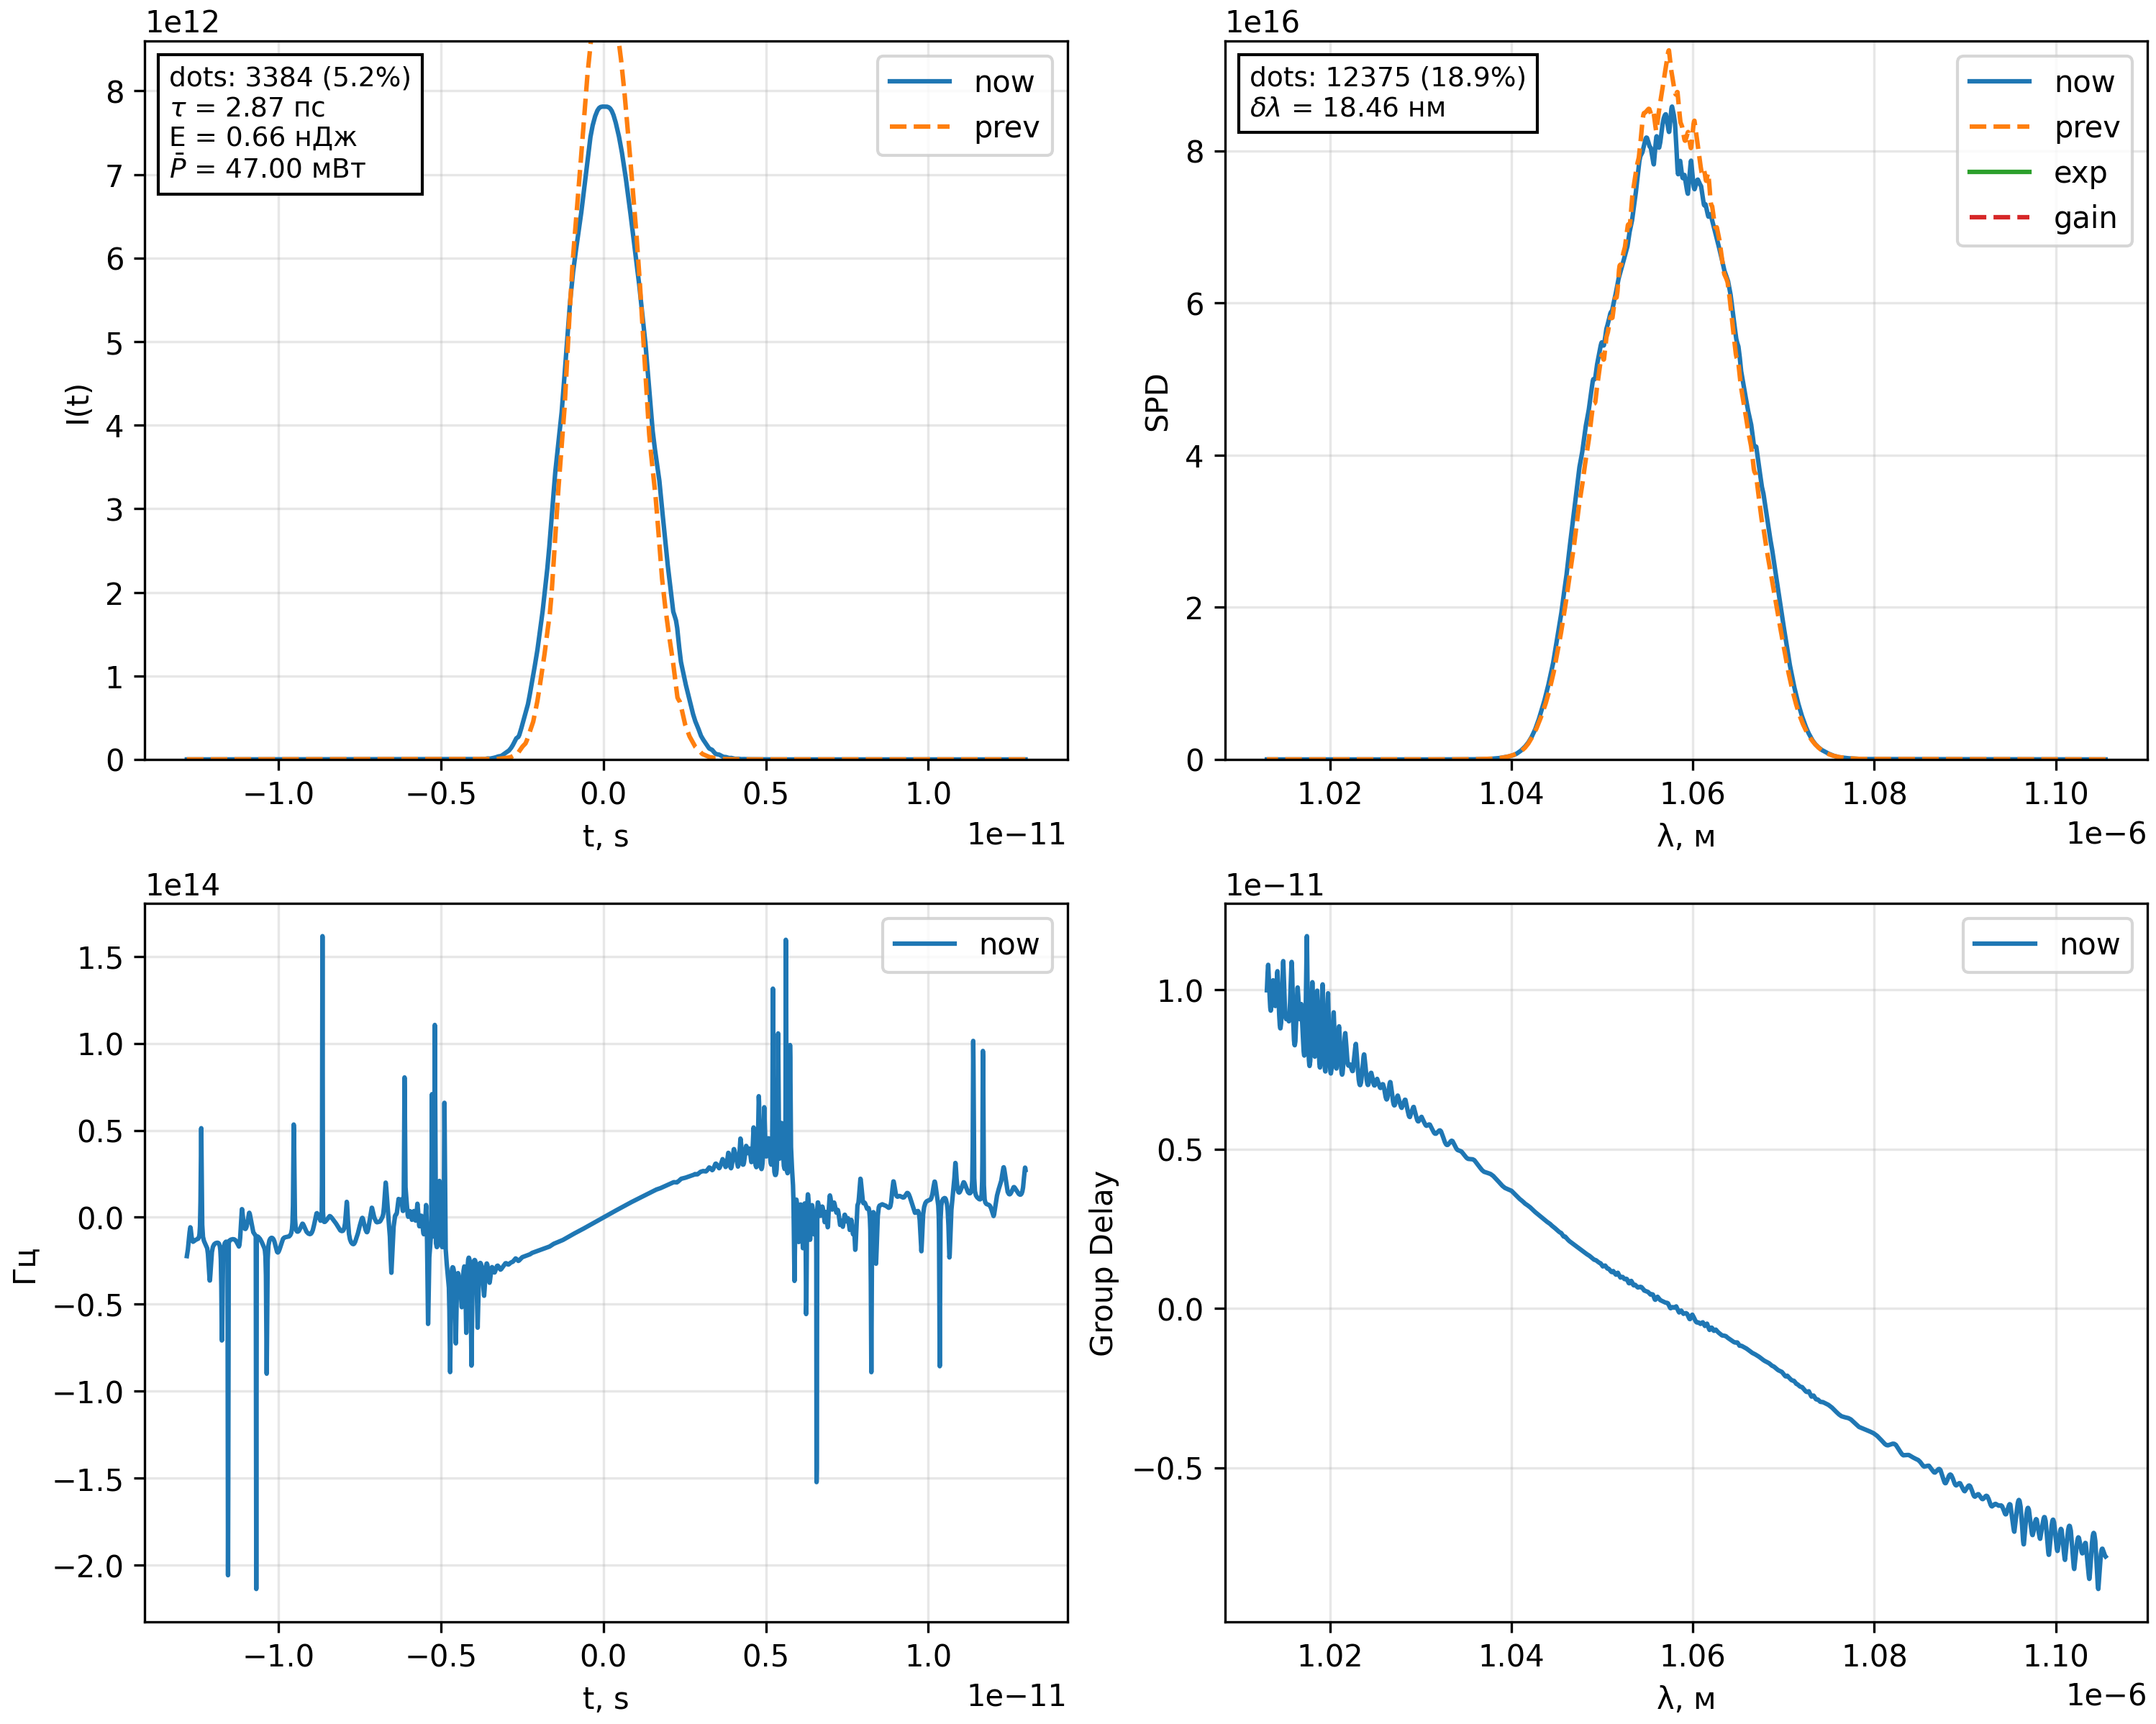 1e12
dots: 3384 (5.2%)
τ = 2.87 пс
E = 0.66 нДж
P̄ = 47.00 мВт
now
prev
8
7
6
5
4
3
2
1
0
I(t)
−1.0 −0.5 0.0 0.5 1.0
t, s
1e−11
1e16
dots: 12375 (18.9%)
δλ = 18.46 нм
now
prev
exp
gain
8
6
4
2
0
SPD
1.02 1.04 1.06 1.08 1.10
λ, м
1e−6
1e14
now
1.5
1.0
0.5
0.0
−0.5
−1.0
−1.5
−2.0
Гц
−1.0 −0.5 0.0 0.5 1.0
t, s
1e−11
1e−11
now
1.0
0.5
0.0
−0.5
Group Delay
1.02 1.04 1.06 1.08 1.10
λ, м
1e−6